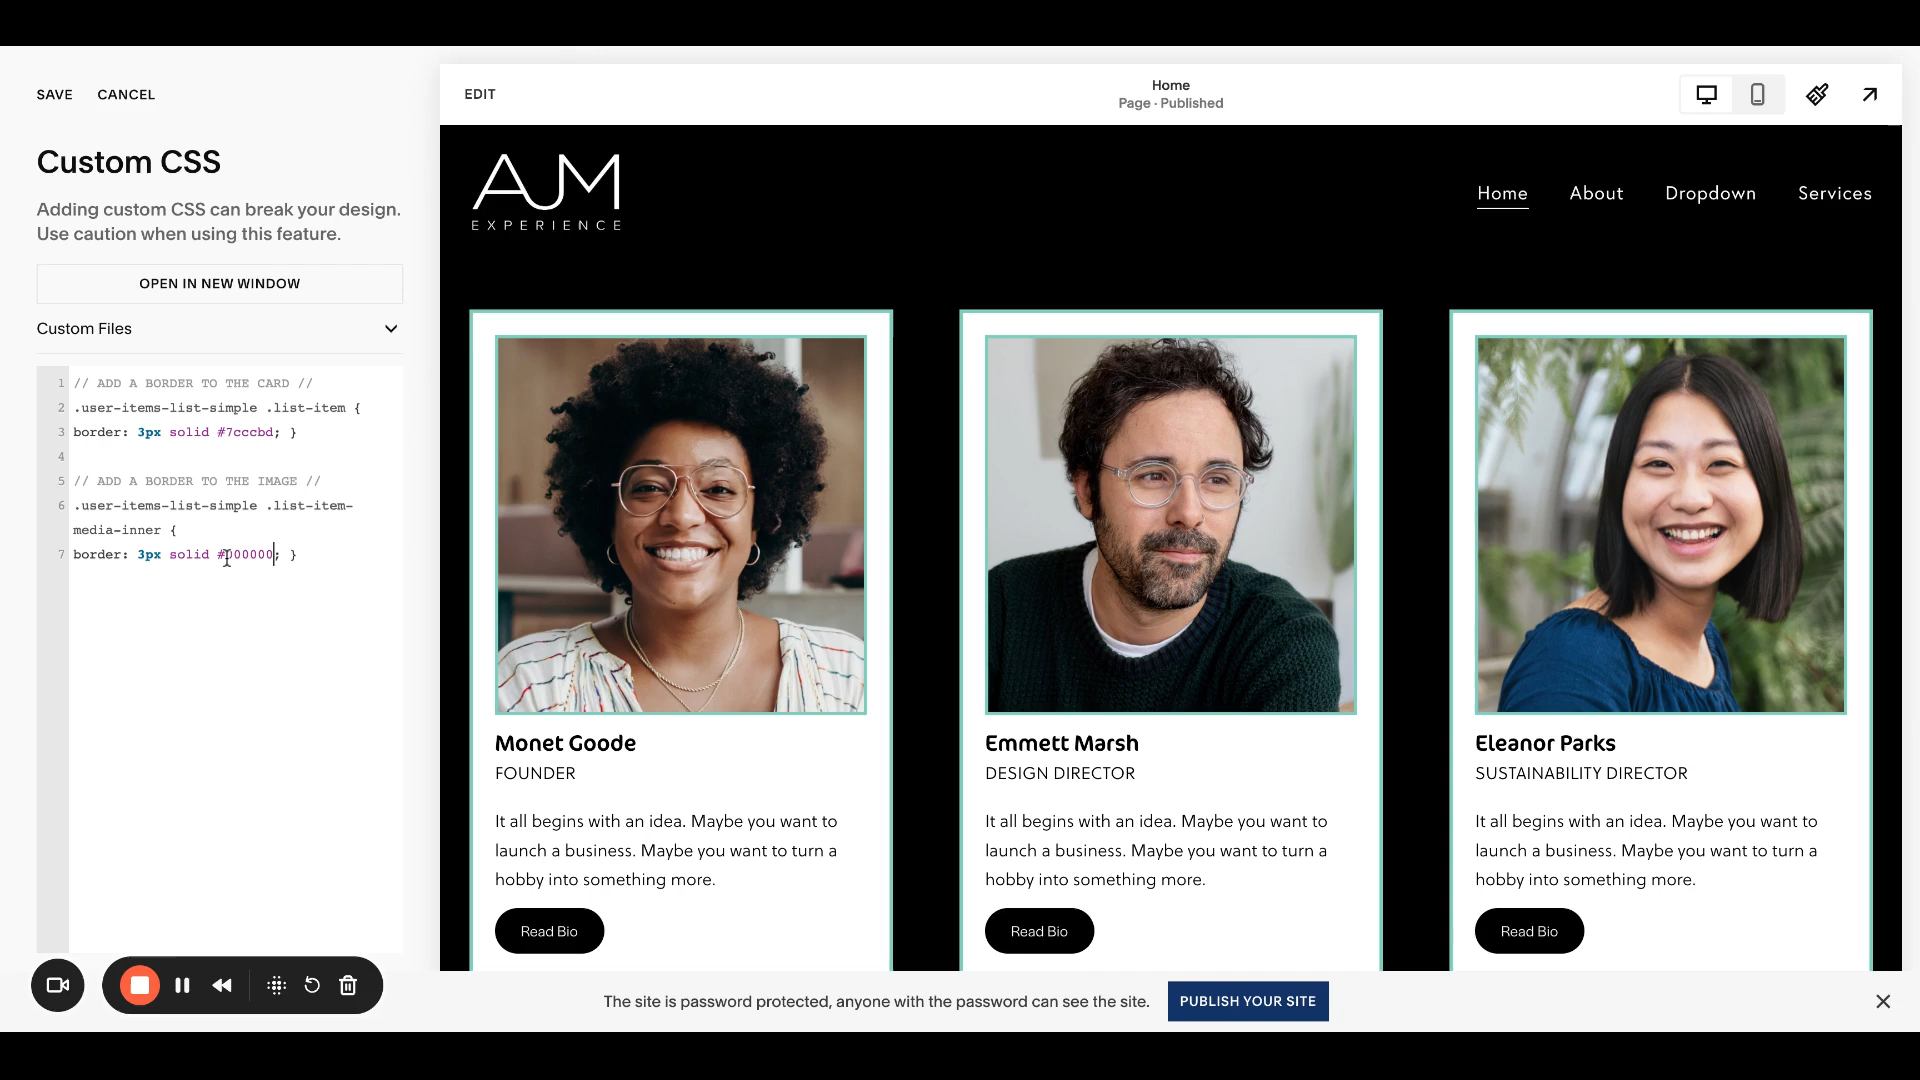 SAVE CANCEL
Custom CSS
Adding custom CSS can break your design.
Use caution when using this feature.
OPEN IN NEW WINDOW
Custom Files
1 // ADD A BORDER TO THE CARD //
2 .user-items-list-simple .list-item {
3 border: 3px solid #7cccbd; }
4
5 // ADD A BORDER TO THE IMAGE //
6 .user-items-list-simple .list-item-
media-inner {
7 border: 3px solid #000000; }
EDIT
Home
Page · Published
AJM
EXPERIENCE
Home About Dropdown Services
Monet Goode
FOUNDER
It all begins with an idea. Maybe you want to
launch a business. Maybe you want to turn a
hobby into something more.
Read Bio
Emmett Marsh
DESIGN DIRECTOR
It all begins with an idea. Maybe you want to
launch a business. Maybe you want to turn a
hobby into something more.
Read Bio
Eleanor Parks
SUSTAINABILITY DIRECTOR
It all begins with an idea. Maybe you want to
launch a business. Maybe you want to turn a
hobby into something more.
Read Bio
The site is password protected, anyone with the password can see the site. PUBLISH YOUR SITE